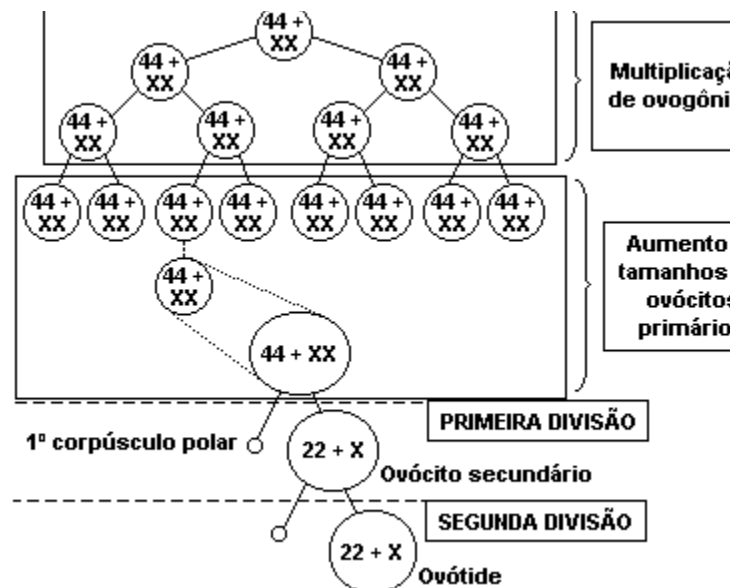 44 +
XX
44 +
XX
44 +
XX
44 +
XX
44 +
XX
44 +
XX
44 +
XX
Multiplicaçã
de ovogôni
44 +
XX
44 +
XX
44 +
XX
44 +
XX
44 +
XX
44 +
XX
44 +
XX
44 +
XX
44 +
XX
44 + XX
Aumento
tamanhos
ovócitos
primário
PRIMEIRA DIVISÃO
1º corpúsculo polar
22 + X
Ovócito secundário
SEGUNDA DIVISÃO
22 + X
Ovótide